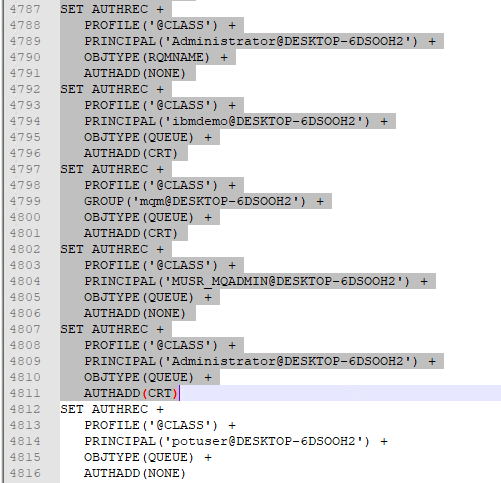 4787 SET AUTHREC +
4788    PROFILE('@CLASS') +
4789    PRINCIPAL('Administrator@DESKTOP-6DSOOH2') +
4790    OBJTYPE(RQMNAME) +
4791    AUTHADD(NONE)
4792 SET AUTHREC +
4793    PROFILE('@CLASS') +
4794    PRINCIPAL('ibmdemo@DESKTOP-6DSOOH2') +
4795    OBJTYPE(QUEUE) +
4796    AUTHADD(CRT)
4797 SET AUTHREC +
4798    PROFILE('@CLASS') +
4799    GROUP('mqm@DESKTOP-6DSOOH2') +
4800    OBJTYPE(QUEUE) +
4801    AUTHADD(CRT)
4802 SET AUTHREC +
4803    PROFILE('@CLASS') +
4804    PRINCIPAL('MUSR_MQADMIN@DESKTOP-6DSOOH2') +
4805    OBJTYPE(QUEUE) +
4806    AUTHADD(NONE)
4807 SET AUTHREC +
4808    PROFILE('@CLASS') +
4809    PRINCIPAL('Administrator@DESKTOP-6DSOOH2') +
4810    OBJTYPE(QUEUE) +
4811    AUTHADD(CRT)
4812 SET AUTHREC +
4813    PROFILE('@CLASS') +
4814    PRINCIPAL('potuser@DESKTOP-6DSOOH2') +
4815    OBJTYPE(QUEUE) +
4816    AUTHADD(NONE)